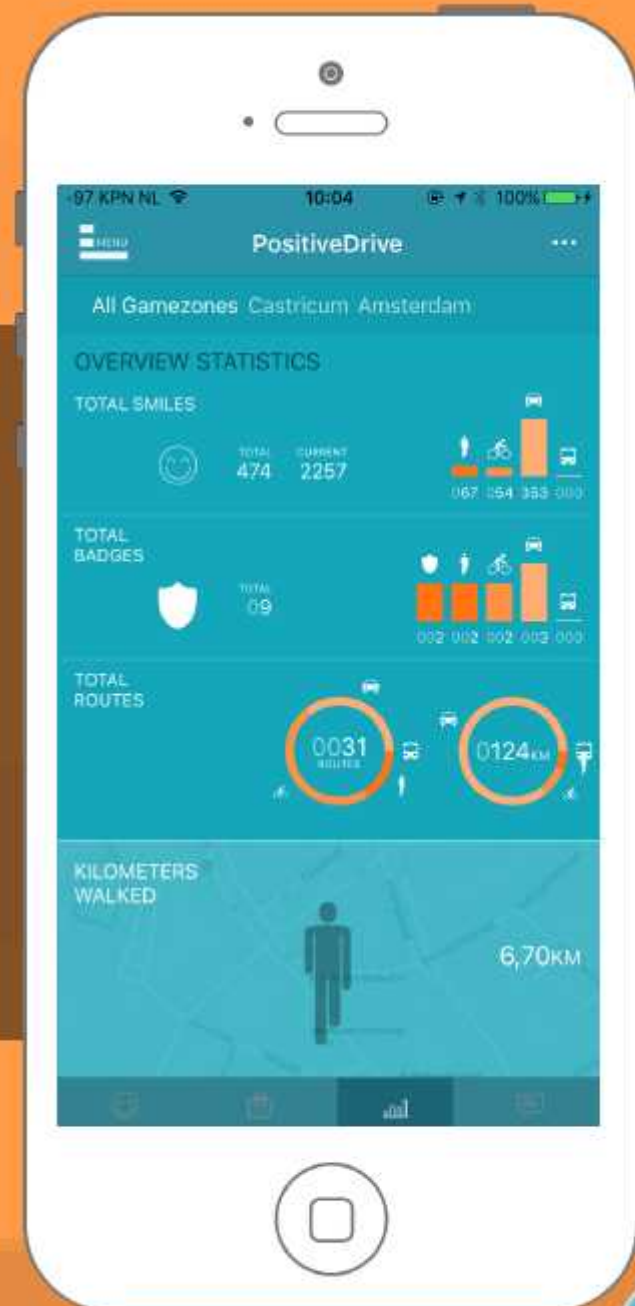 -97 KPN NL 10:04 100%
MENU PositiveDrive ...
All Gamezones Castricum Amsterdam
OVERVIEW STATISTICS
TOTAL SMILES
TOTAL CURRENT
474 2257
067 054 353 000
TOTAL
BADGES
TOTAL
09
002 002 002 003 000
TOTAL
ROUTES
0031
ROUTES
0124KM
KILOMETERS
WALKED
6,70KM